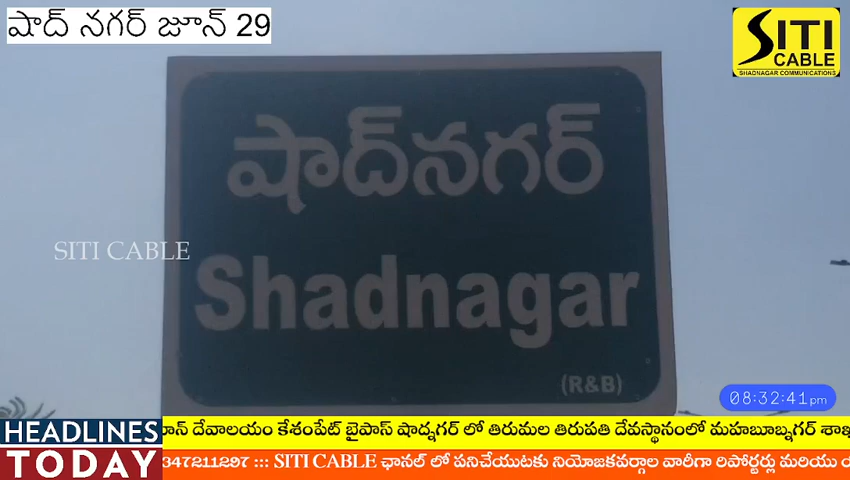 షాద్ నగర్ జూన్ 29
SITI
CABLE
SHADNAGAR COMMUNICATIONS
షాద్‌నగర్
SITI CABLE
Shadnagar
(R&B)
08:32:41pm
HEADLINES
TODAY
దేవాలయం కేశంపేట్ బైపాస్ షాద్నగర్ లో తిరుమల తిరుపతి దేవస్థానంలో మహబూబ్నగర్
347211297 ::: SITI CABLE ఛానల్ లో పనిచేయుటకు నియోజకవర్గాల వారీగా రిపోర్టర్లు మరియు